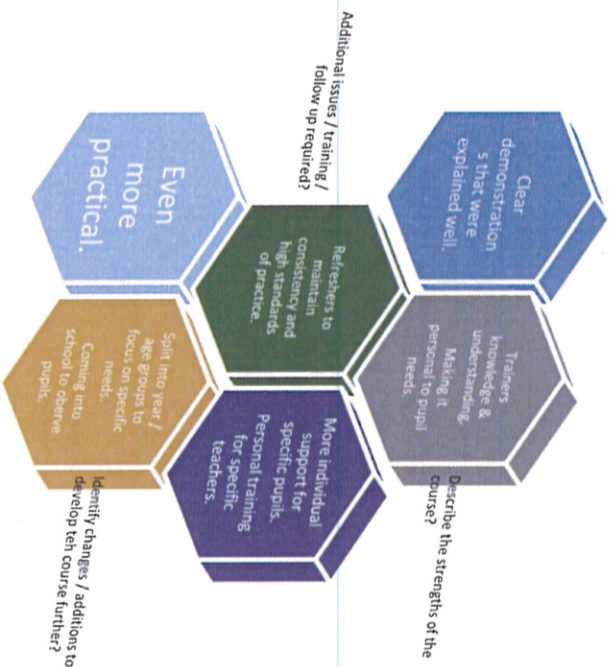 Clear
demonstration
s that were
explained well.
Trainers
knowledge &
understanding.
Making it
personal to pupil
needs.
Describe the strengths of the
course?
Additional issues / training /
follow up required?
Refreshers to
maintain
consistency and
high standards
of practice.
More individual
support for
specific pupils.
Personal training
for specific
teachers.
Even
more
practical.
Split into year /
age groups to
focus on specific
needs.
Coming into
school to oberve
pupils.
Identify changes / additions to
develop teh course further?